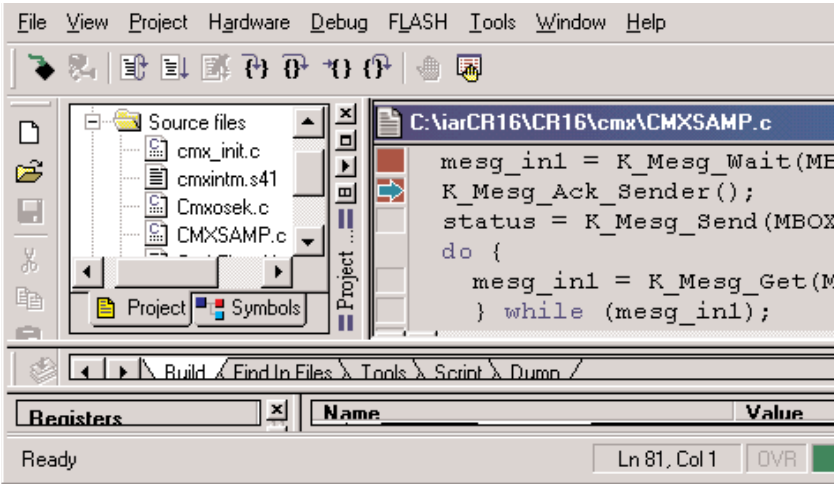 File View Project Hardware Debug FLASH Tools Window Help
Source files
cmx_init.c
cmxintm.s41
Cmxosek.c
CMXSAMP.c
Project Symbols
Project ...
C:\iarCR16\CR16\cmx\CMXSAMP.c
mesg_in1 = K_Mesg_Wait(MB
K_Mesg_Ack_Sender();
status = K_Mesg_Send(MBOX
do {
mesg_in1 = K_Mesg_Get(M
} while (mesg_in1);
Build Find In Files Tools Script Dump
Registers Name Value
Ready Ln 81, Col 1 OVR